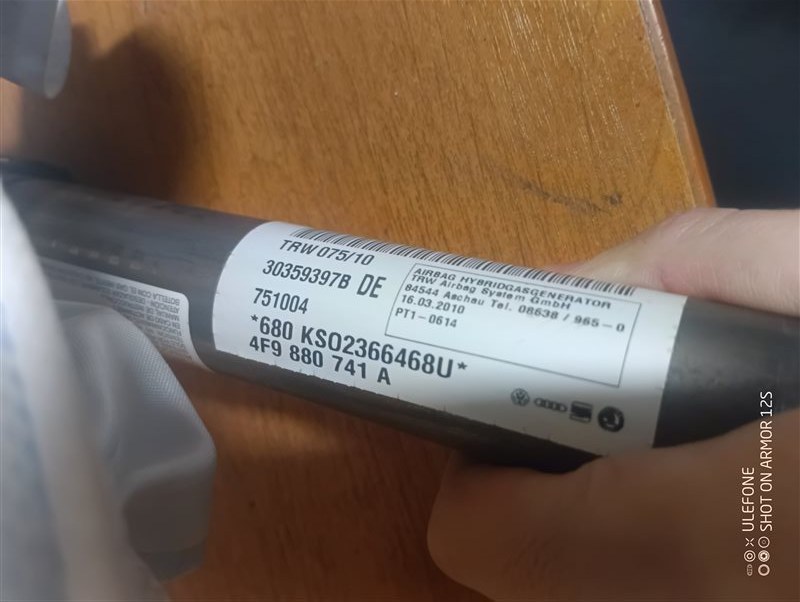 TRW 075/10
30359397B DE
751004
*680 KSO2366468U*
4F9 880 741 A
AIRBAG HYBRIDGASGENERATOR
TRW Airbag System GmbH
84544 Aschau Tel. 08638 / 965-0
16.03.2010
PT1-0614
ULEFONE
SHOT ON ARMOR 12S